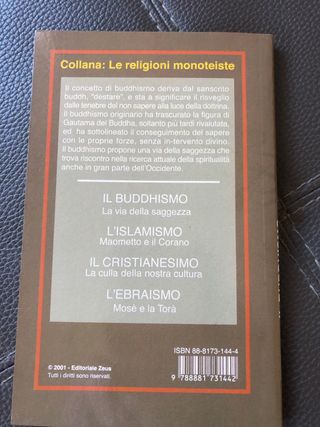 Collana: Le religioni monoteiste
Il concetto di buddhismo deriva dal sanscrito
buddh, "destare", e sta a significare il risveglio
dalle tenebre del non sapere alla luce della dottrina.
Il buddhismo originario ha trascurato la figura di
Gautama del Buddha, soltanto più tardi rivalutata,
ed ha sottolineato il conseguimento del sapere
con le proprie forze, senza in-tervento divino.
Il buddhismo propone una via della saggezza che
trova riscontro nella ricerca attuale della spiritualità
anche in gran parte dell'Occidente.
IL BUDDHISMO
La via della saggezza
L'ISLAMISMO
Maometto e il Corano
IL CRISTIANESIMO
La culla della nostra cultura
L'EBRAISMO
Mosè e la Torà
ISBN 88-8173-144-4
© 2001 - Editoriale Zeus
Tutti i diritti sono riservati.
9 788881 731442